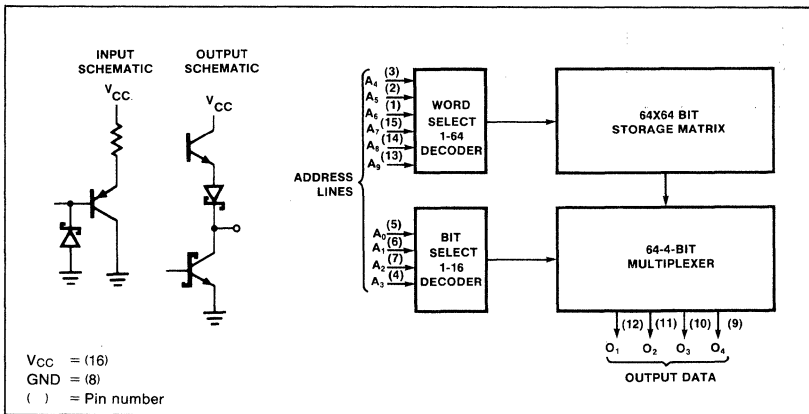 INPUT
SCHEMATIC
VCC
OUTPUT
SCHEMATIC
VCC
VCC = (16)
GND = (8)
( ) = Pin number
ADDRESS
LINES
A4 (3)
A5 (2)
A6 (1)
A7 (15)
A8 (14)
A9 (13)
WORD
SELECT
1-64
DECODER
64X64 BIT
STORAGE MATRIX
A0 (5)
A1 (6)
A2 (7)
A3 (4)
BIT
SELECT
1-16
DECODER
64-4-BIT
MULTIPLEXER
(12) (11) (10) (9)
O1 O2 O3 O4
OUTPUT DATA